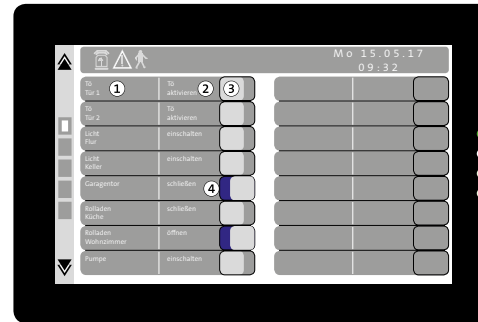 Mo 15.05.17
09:32
Tö
Tür 1
1
Tö
aktivieren
2
3
Tö
Tür 2
Tö
aktivieren
Licht
Flur
einschalten
Licht
Keller
einschalten
Garagentor
schließen
4
Rolladen
Küche
schließen
Rolladen
Wohnzimmer
öffnen
Pumpe
einschalten